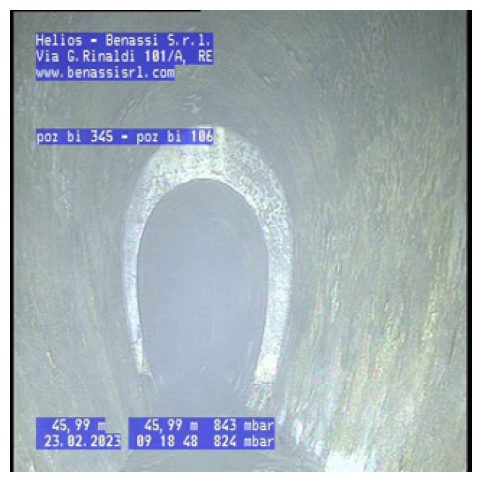 Helios - Benassi S.r.l.
Via G.Rinaldi 101/A, RE
www.benassisrl.com
poz bi 345 - poz bi 106
45,99 m 45,99 m 843 mbar
23.02.2023 09 18 48 824 mbar